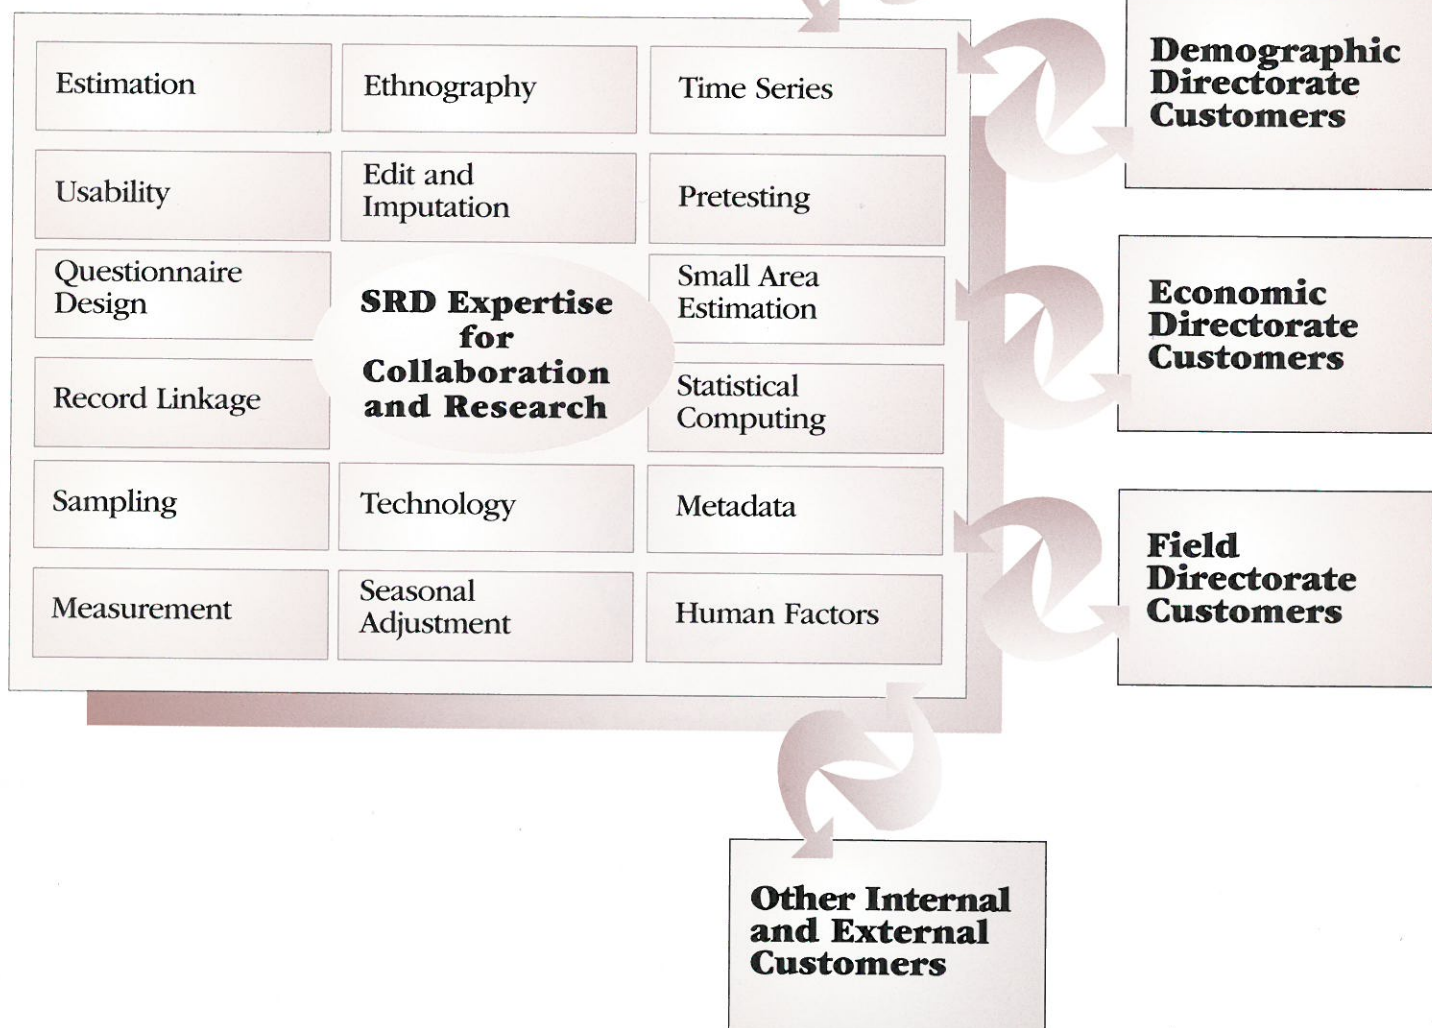 Estimation
Ethnography
Time Series
Usability
Edit and
Imputation
Pretesting
Questionnaire
Design
SRD Expertise
for
Collaboration
and Research
Small Area
Estimation
Record Linkage
Statistical
Computing
Sampling
Technology
Metadata
Measurement
Seasonal
Adjustment
Human Factors
Demographic
Directorate
Customers
Economic
Directorate
Customers
Field
Directorate
Customers
Other Internal
and External
Customers